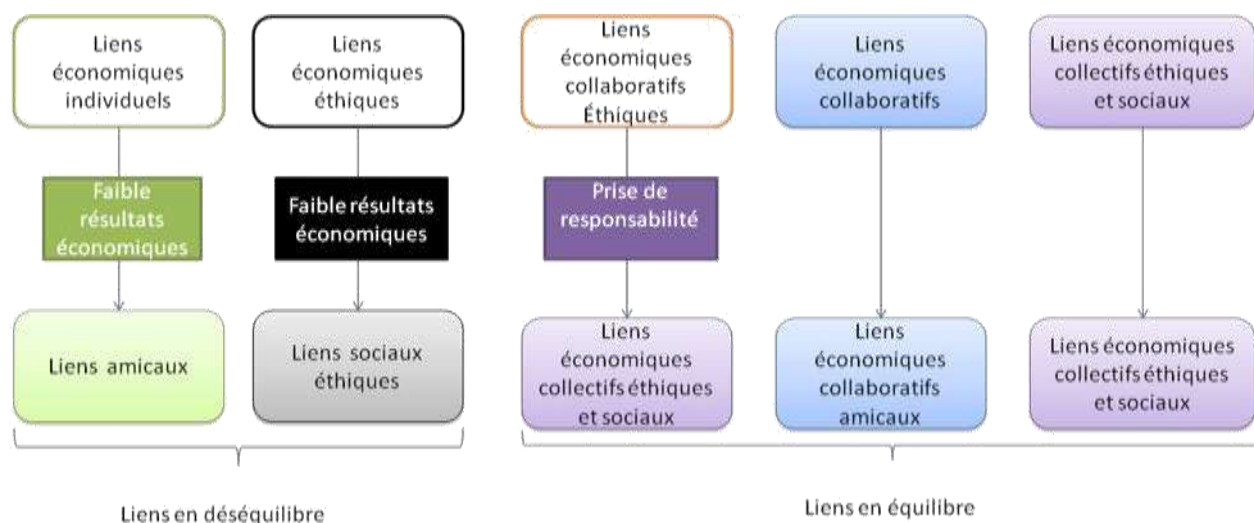 Liens
économiques
individuels
Liens
économiques
éthiques
Liens
économiques
collaboratifs
Éthiques
Liens
économiques
collaboratifs
Liens économiques
collectifs éthiques
et sociaux
Faible
résultats
économiques
Faible résultats
économiques
Prise de
responsabilité
Liens amicaux
Liens sociaux
éthiques
Liens
économiques
collectifs éthiques
et sociaux
Liens
économiques
collaboratifs
amicaux
Liens économiques
collectifs éthiques
et sociaux
Liens en déséquilibre
Liens en équilibre